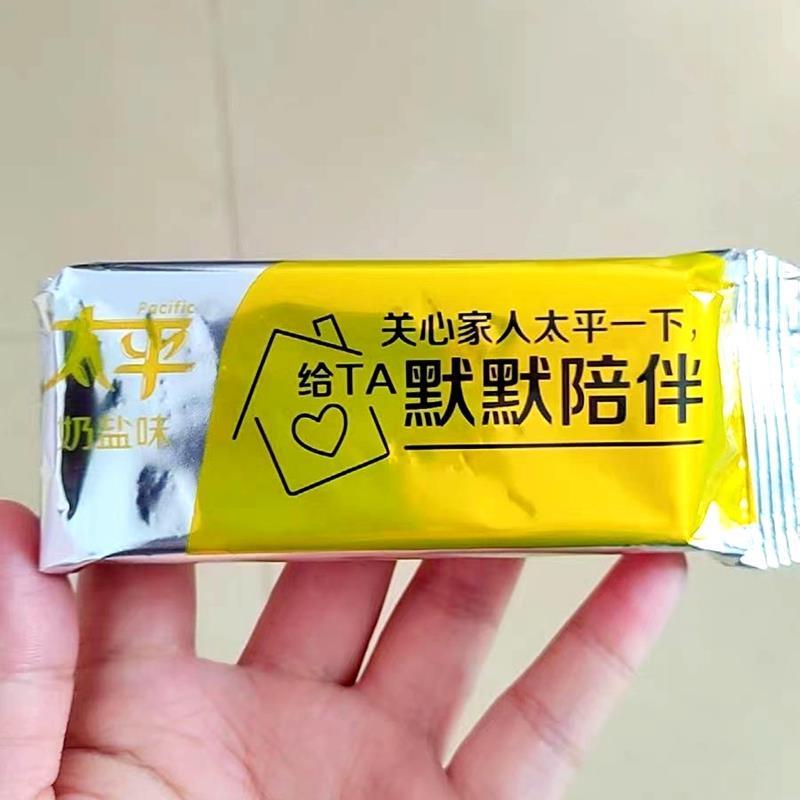 Pacific
太平
奶盐味
关心家人太平一下,
给TA默默陪伴